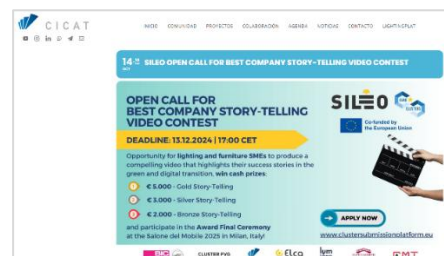 CICAT
INICIO COMUNIDAD PROYECTOS COLABORACIÓN AGENDA NOTICIAS CONTACTO LIGHTINGPLAT
14
SILEO OPEN CALL FOR BEST COMPANY STORY-TELLING VIDEO CONTEST
OPEN CALL FOR
BEST COMPANY STORY-TELLING
VIDEO CONTEST
SILEO
DEADLINE: 13.12.2024 | 17:00 CET
Co-funded by
the European Union
Opportunity for lighting and furniture SMEs to produce a
compelling video that highlights their success stories in the
green and digital transition, win cash prizes:
€ 5.000 - Gold Story-Telling
€ 3.000 - Silver Story-Telling
€ 2.000 - Bronze Story-Telling
APPLY NOW
and participate in the Award Final Ceremony
at the Salone del Mobile 2025 in Milan, Italy!
www.clustersubmissionplatform.eu
CLUSTER FVG
Elca
lum
FMT